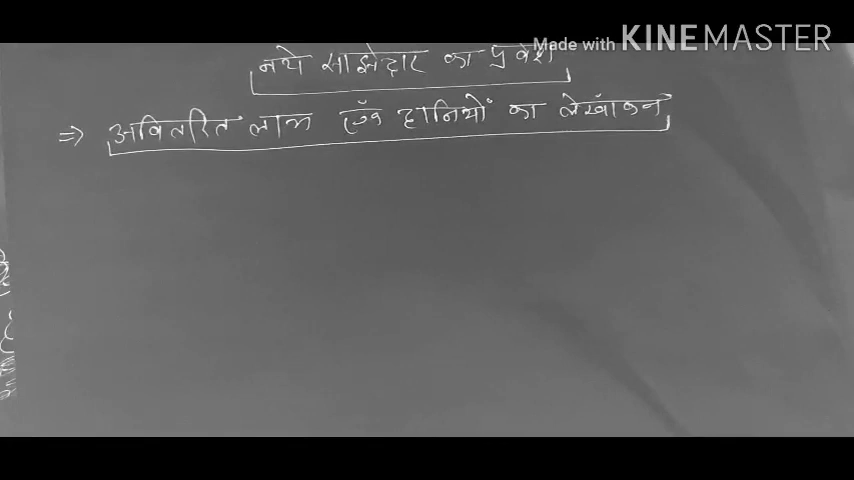 Made with KINEMASTER
नये साझेदार का प्रवेश
⇒ अवितरित लाभ एवं हानियों का लेखांकन